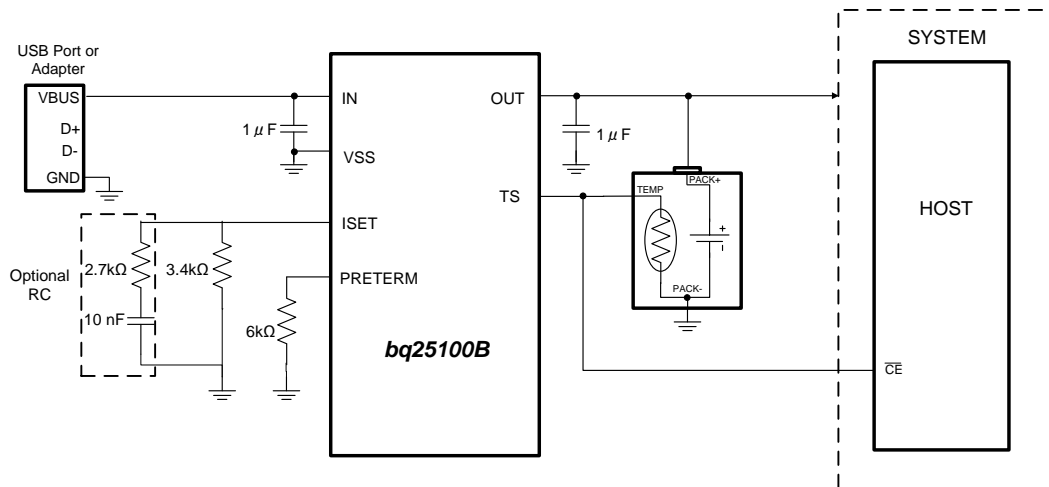 USB Port or
Adapter
VBUS
D+
D-
GND
1 μF
IN
VSS
ISET
PRETERM
OUT
TS
bq25100B
Optional
RC
2.7kΩ
10 nF
3.4kΩ
6kΩ
1 μF
TEMP
PACK+
+
-
PACK-
SYSTEM
HOST
C̅E̅